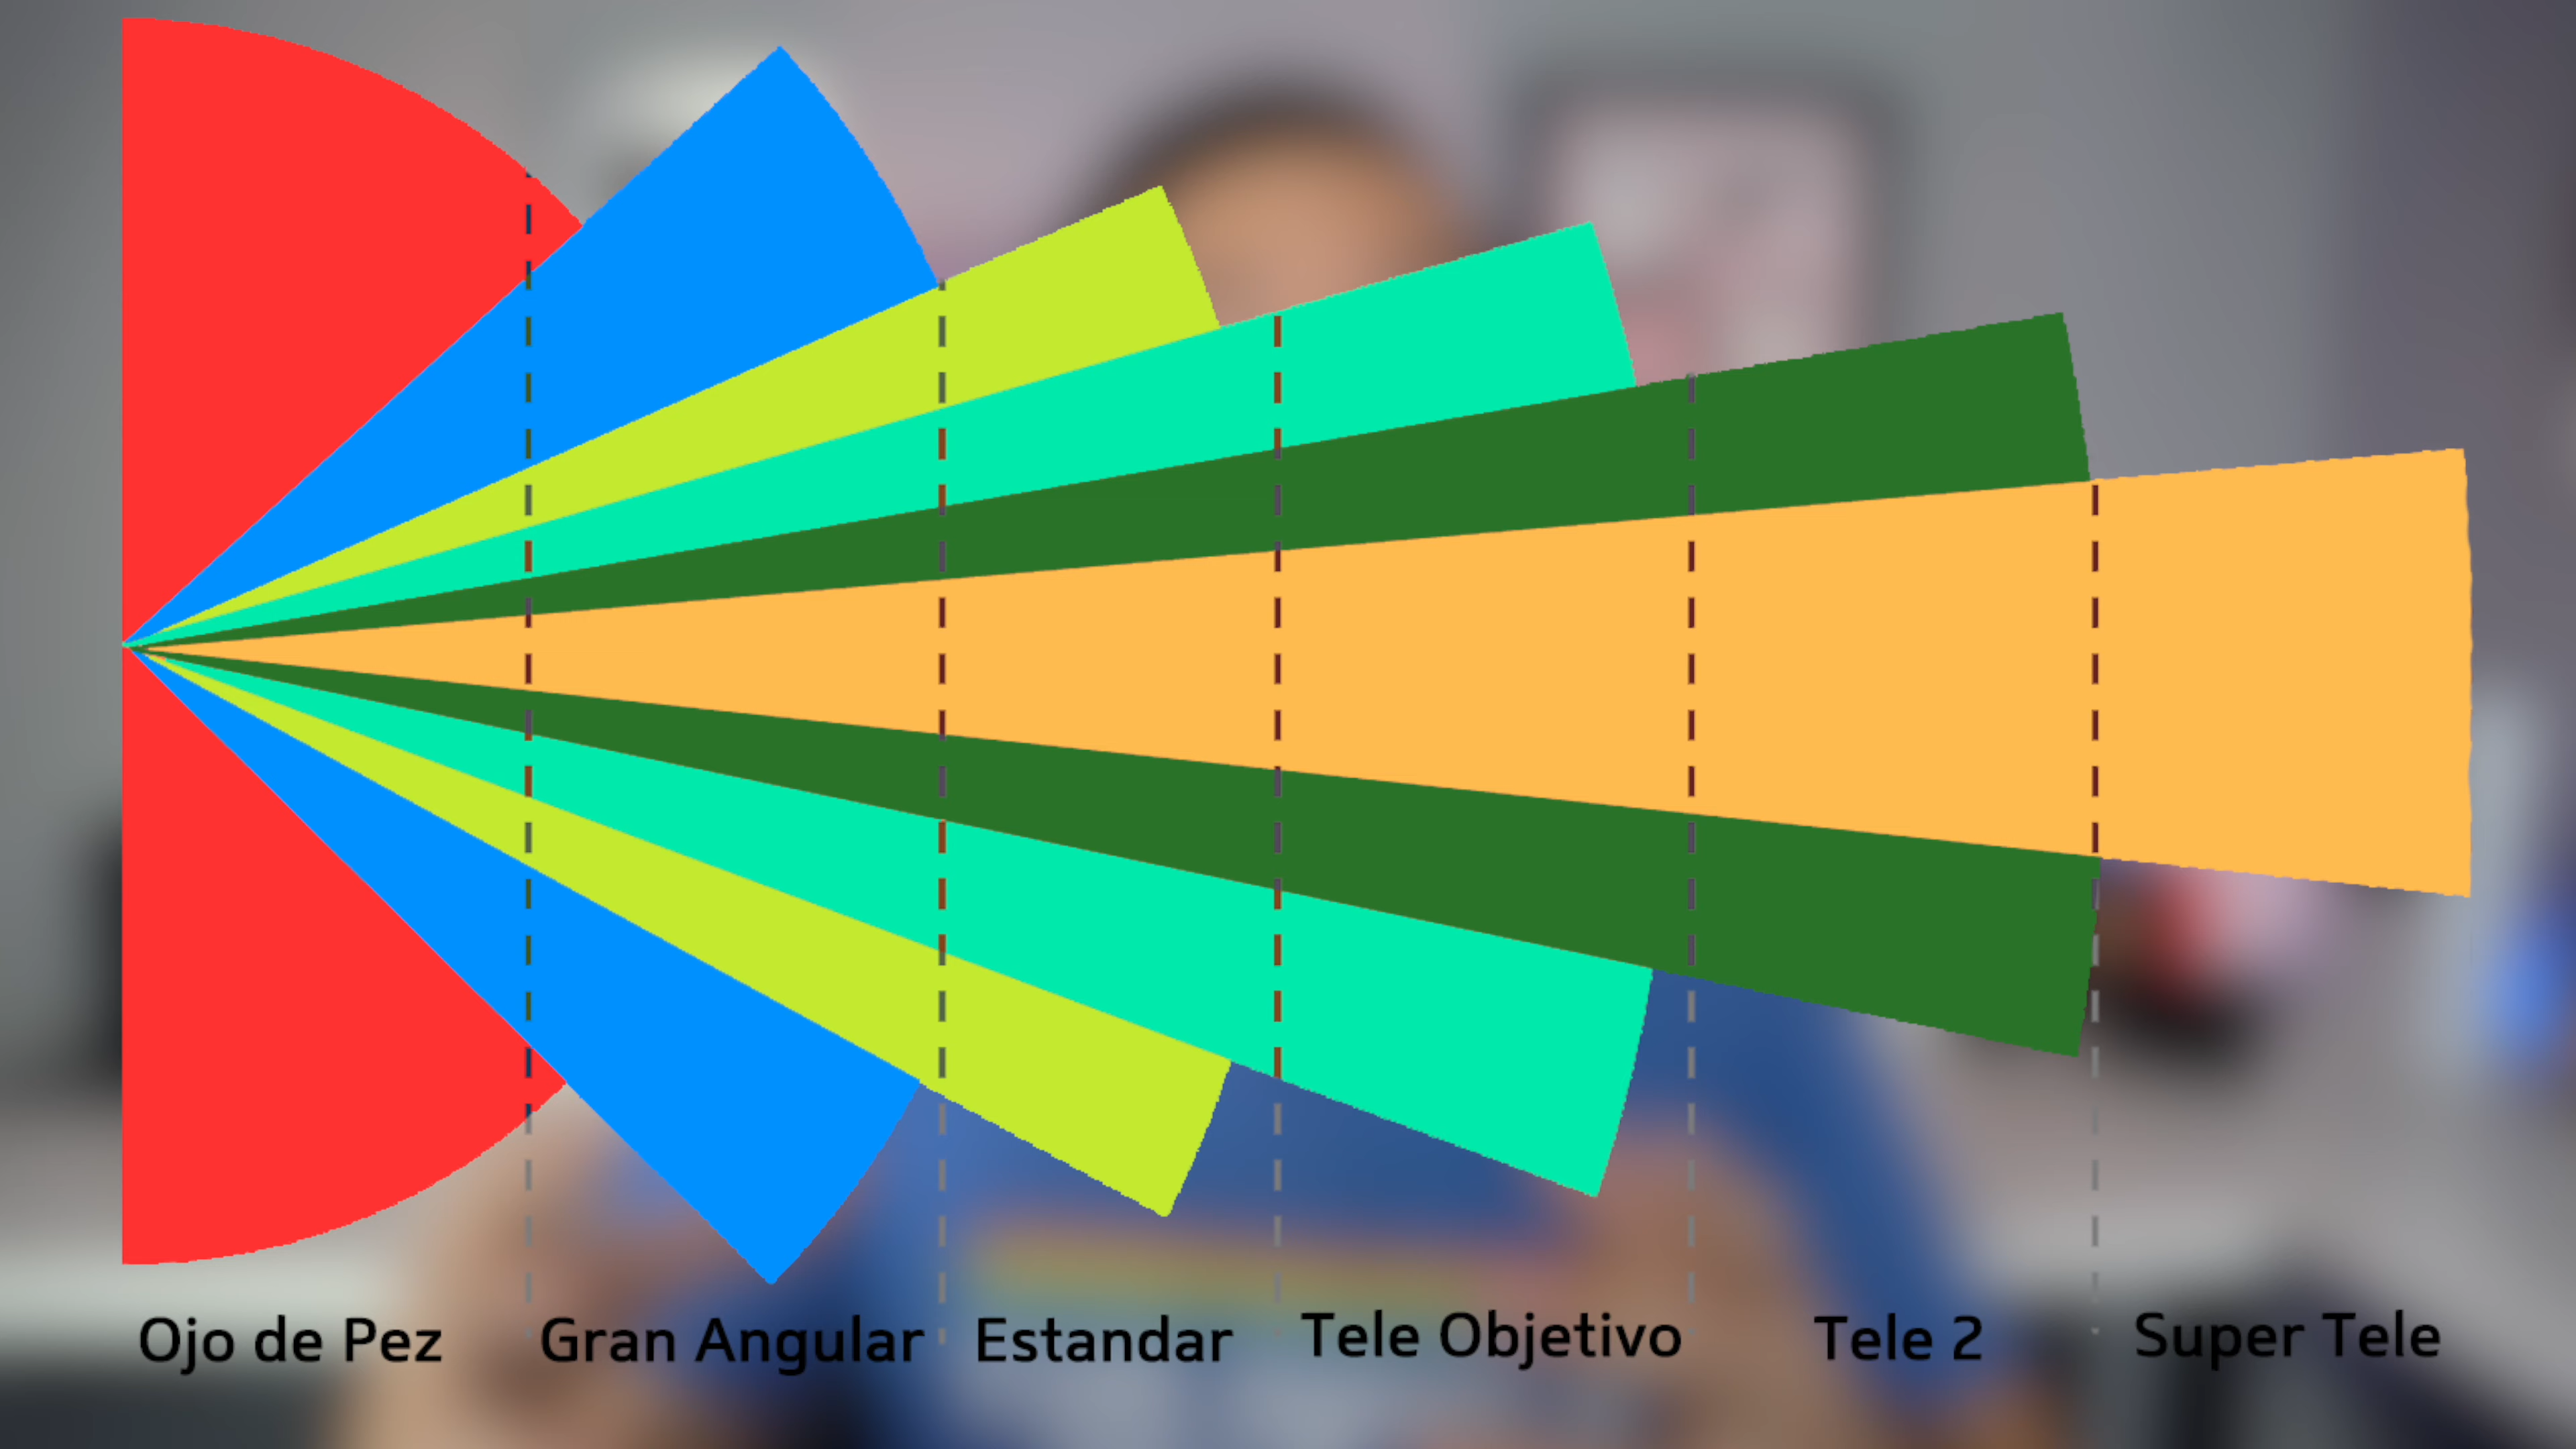 Ojo de Pez
Gran Angular
Estandar
Tele Objetivo
Tele 2
Super Tele